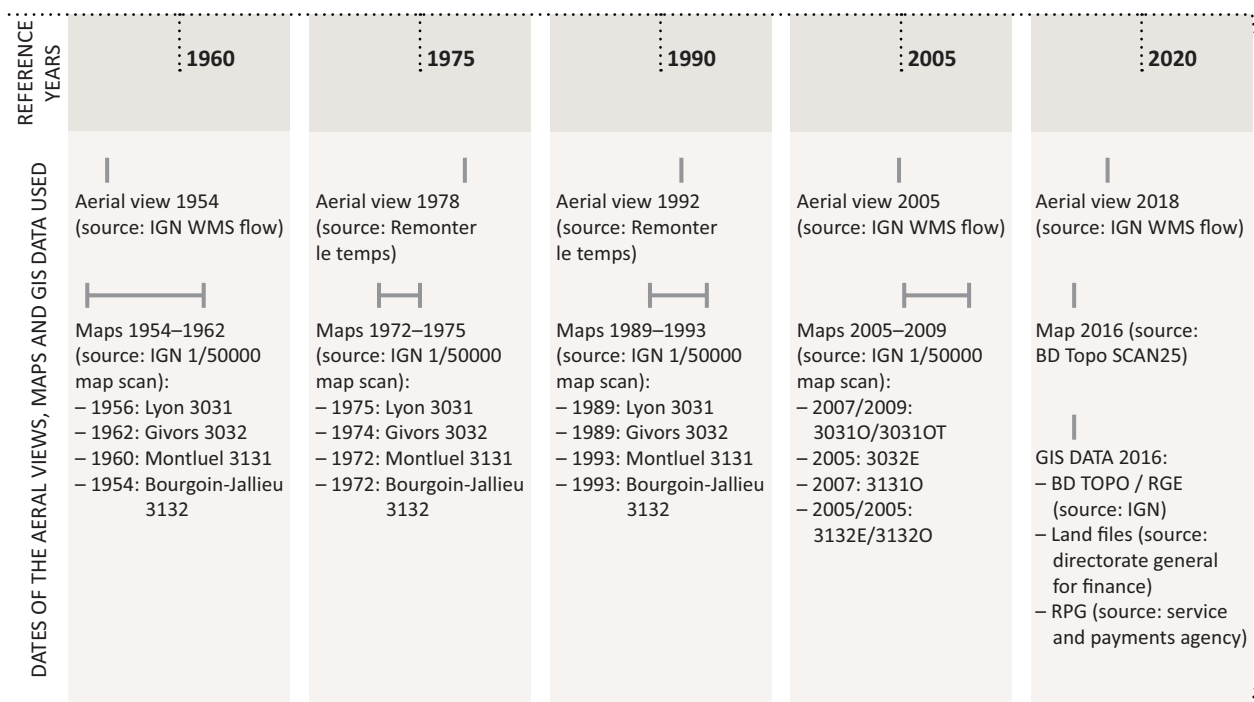 REFERENCE
YEARS
1960
1975
1990
2005
2020
DATES OF THE AERAL VIEWS, MAPS AND GIS DATA USED
Aerial view 1954
(source: IGN WMS flow)
Maps 1954–1962
(source: IGN 1/50000
map scan):
– 1956: Lyon 3031
– 1962: Givors 3032
– 1960: Montluel 3131
– 1954: Bourgoin-Jallieu
3132
Aerial view 1978
(source: Remonter
le temps)
Maps 1972–1975
(source: IGN 1/50000
map scan):
– 1975: Lyon 3031
– 1974: Givors 3032
– 1972: Montluel 3131
– 1972: Bourgoin-Jallieu
3132
Aerial view 1992
(source: Remonter
le temps)
Maps 1989–1993
(source: IGN 1/50000
map scan):
– 1989: Lyon 3031
– 1989: Givors 3032
– 1993: Montluel 3131
– 1993: Bourgoin-Jallieu
3132
Aerial view 2005
(source: IGN WMS flow)
Maps 2005–2009
(source: IGN 1/50000
map scan):
– 2007/2009:
3031O/3031OT
– 2005: 3032E
– 2007: 3131O
– 2005/2005:
3132E/3132O
Aerial view 2018
(source: IGN WMS flow)
Map 2016 (source:
BD Topo SCAN25)
GIS DATA 2016:
– BD TOPO / RGE
(source: IGN)
– Land files (source:
directorate general
for finance)
– RPG (source: service
and payments agency)